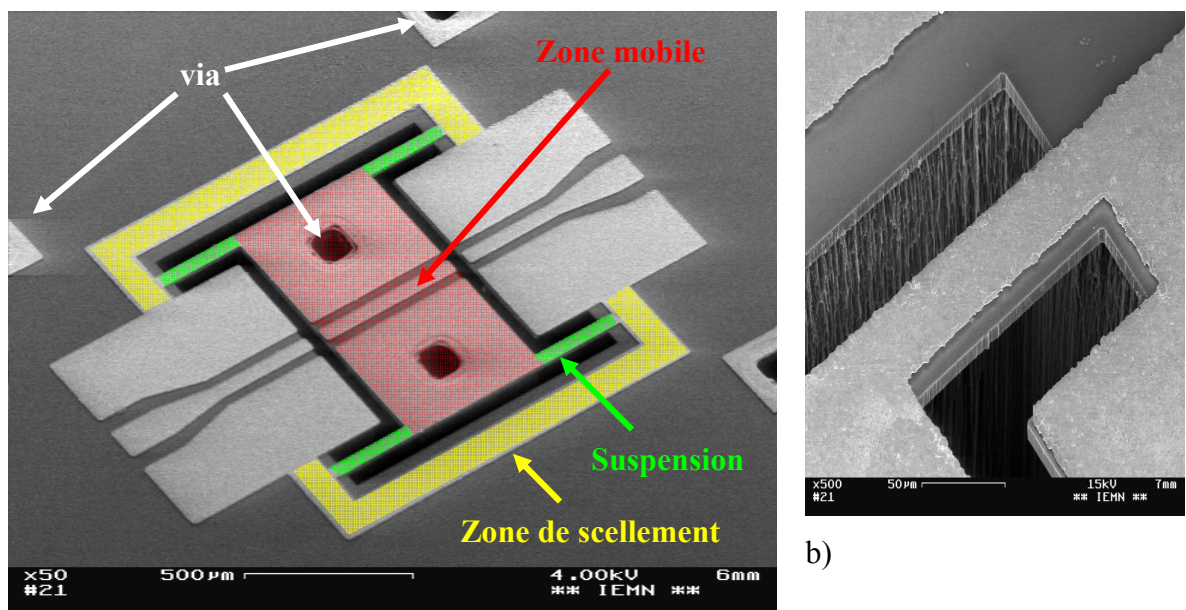 via
Zone mobile
Suspension
Zone de scellement
x50 500µm 4.00kV 6mm
#21 ** IEMN **
x500 50µm 15kV 7mm
#21 ** IEMN **
b)